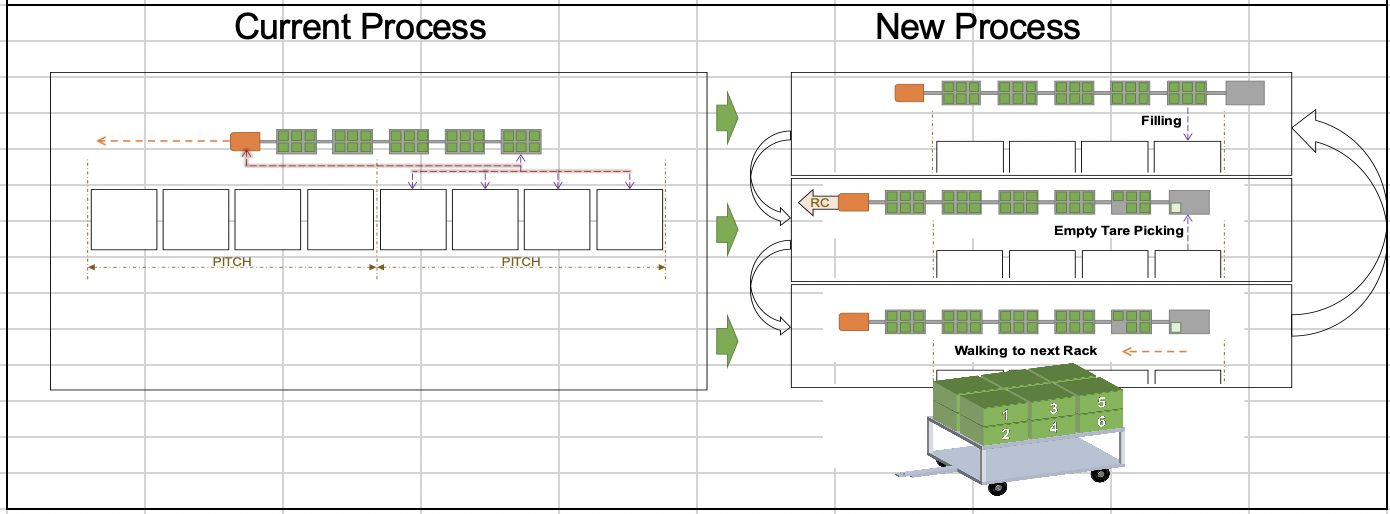 Current Process
New Process
PITCH
PITCH
Filling
RC
Empty Tare Picking
Walking to next Rack
1
3
5
2
4
6